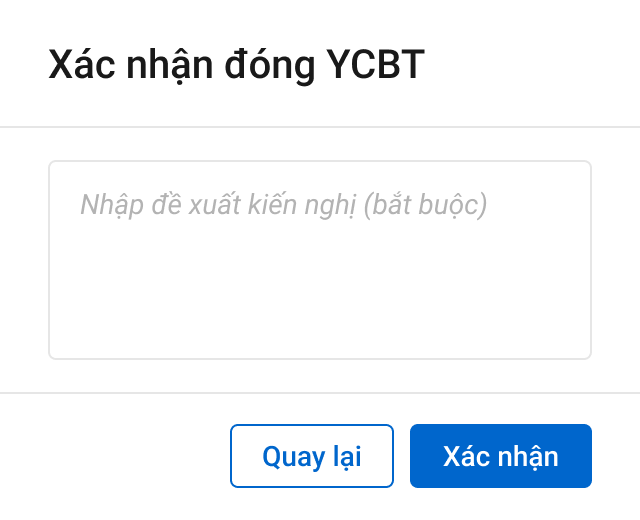 Xác nhận đóng YCBT
Nhập đề xuất kiến nghị (bắt buộc)
Quay lại
Xác nhận